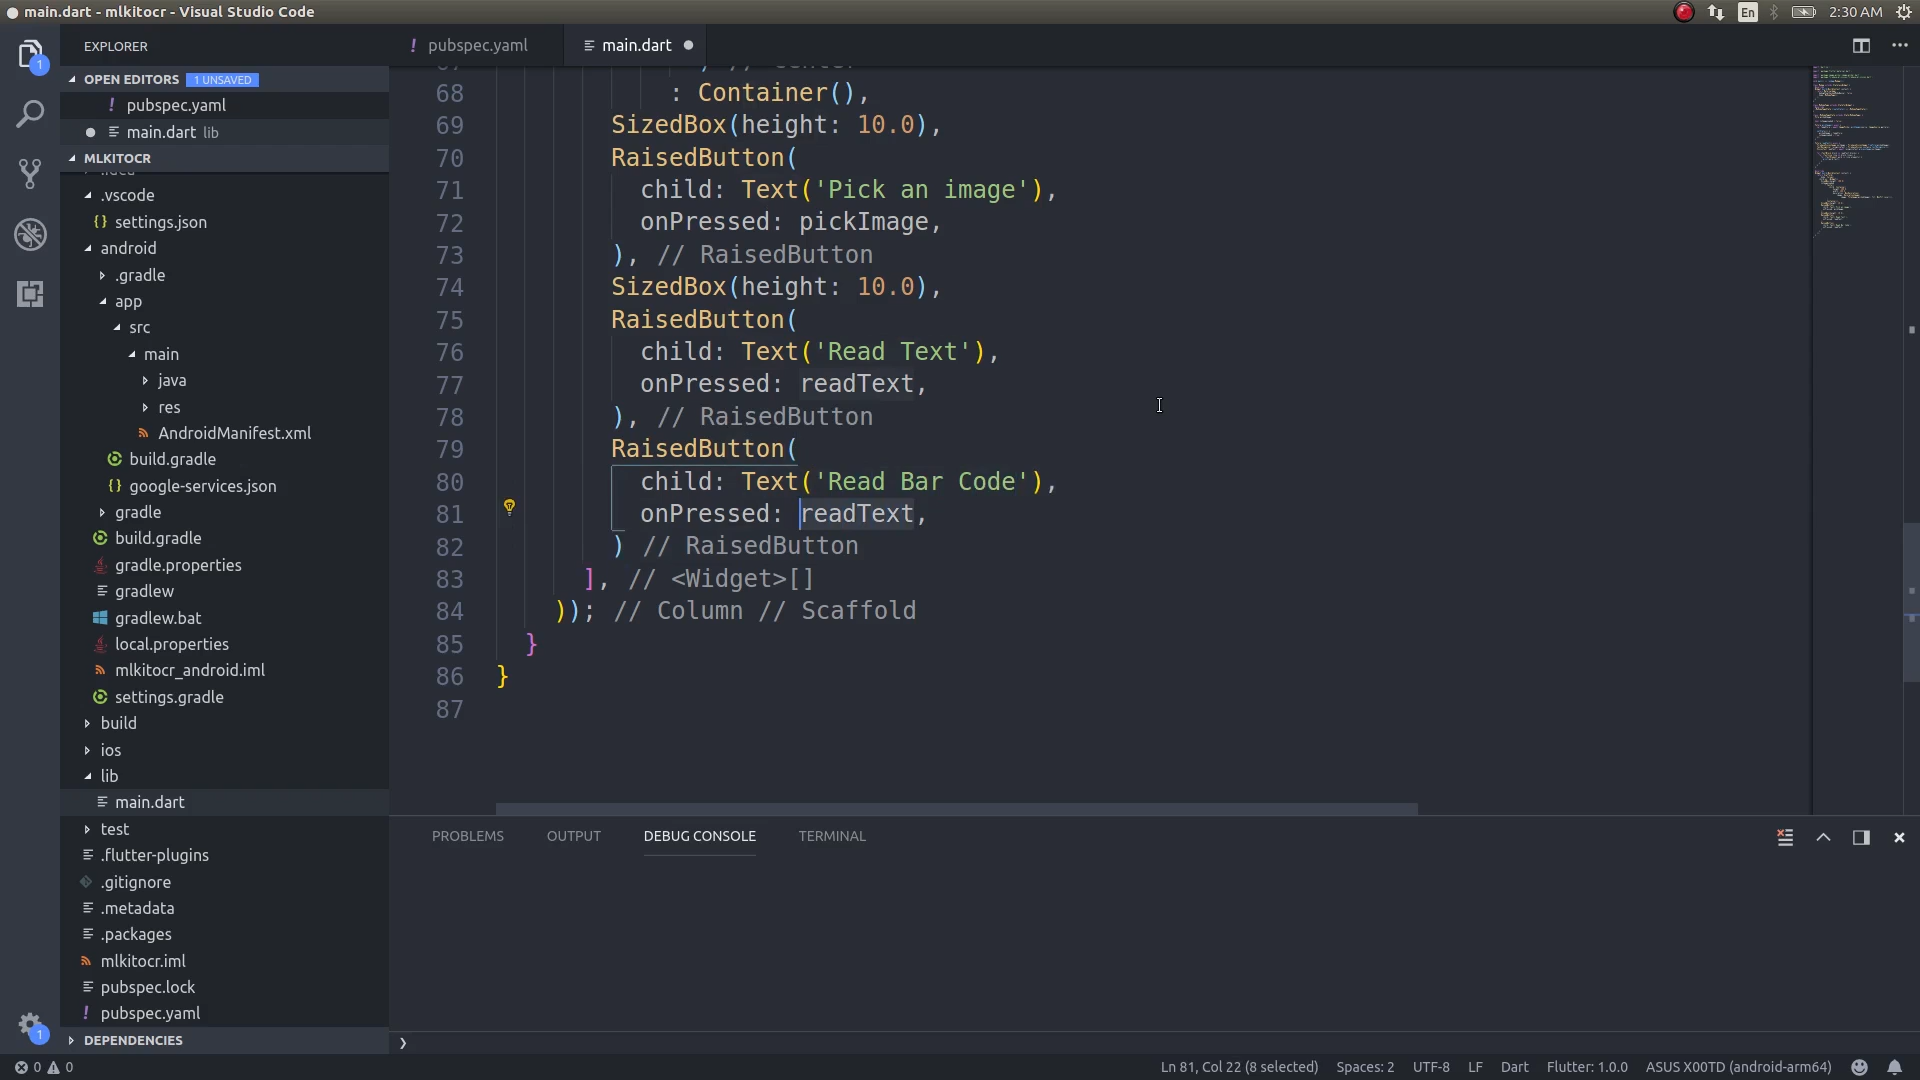 main.dart - mlkitocr - Visual Studio Code
En
2:30 AM
EXPLORER
OPEN EDITORS 1 UNSAVED
! pubspec.yaml
main.dart lib
MLKITOCR
.idea
.vscode
{} settings.json
android
.gradle
app
src
main
java
res
AndroidManifest.xml
build.gradle
{} google-services.json
gradle
build.gradle
gradle.properties
gradlew
gradlew.bat
local.properties
mlkitocr_android.iml
settings.gradle
build
ios
lib
main.dart
test
.flutter-plugins
.gitignore
.metadata
.packages
mlkitocr.iml
pubspec.lock
! pubspec.yaml
DEPENDENCIES
1
1
! pubspec.yaml
main.dart
67 ) // Center
68 : Container(),
69 SizedBox(height: 10.0),
70 RaisedButton(
71 child: Text('Pick an image'),
72 onPressed: pickImage,
73 ), // RaisedButton
74 SizedBox(height: 10.0),
75 RaisedButton(
76 child: Text('Read Text'),
77 onPressed: readText,
78 ), // RaisedButton
79 RaisedButton(
80 child: Text('Read Bar Code'),
81 onPressed: readText,
82 ) // RaisedButton
83 ], // <Widget>[]
84 )); // Column // Scaffold
85 }
86 }
87
PROBLEMS OUTPUT DEBUG CONSOLE TERMINAL
❯
0 0
Ln 81, Col 22 (8 selected) Spaces: 2 UTF-8 LF Dart Flutter: 1.0.0 ASUS X00TD (android-arm64)